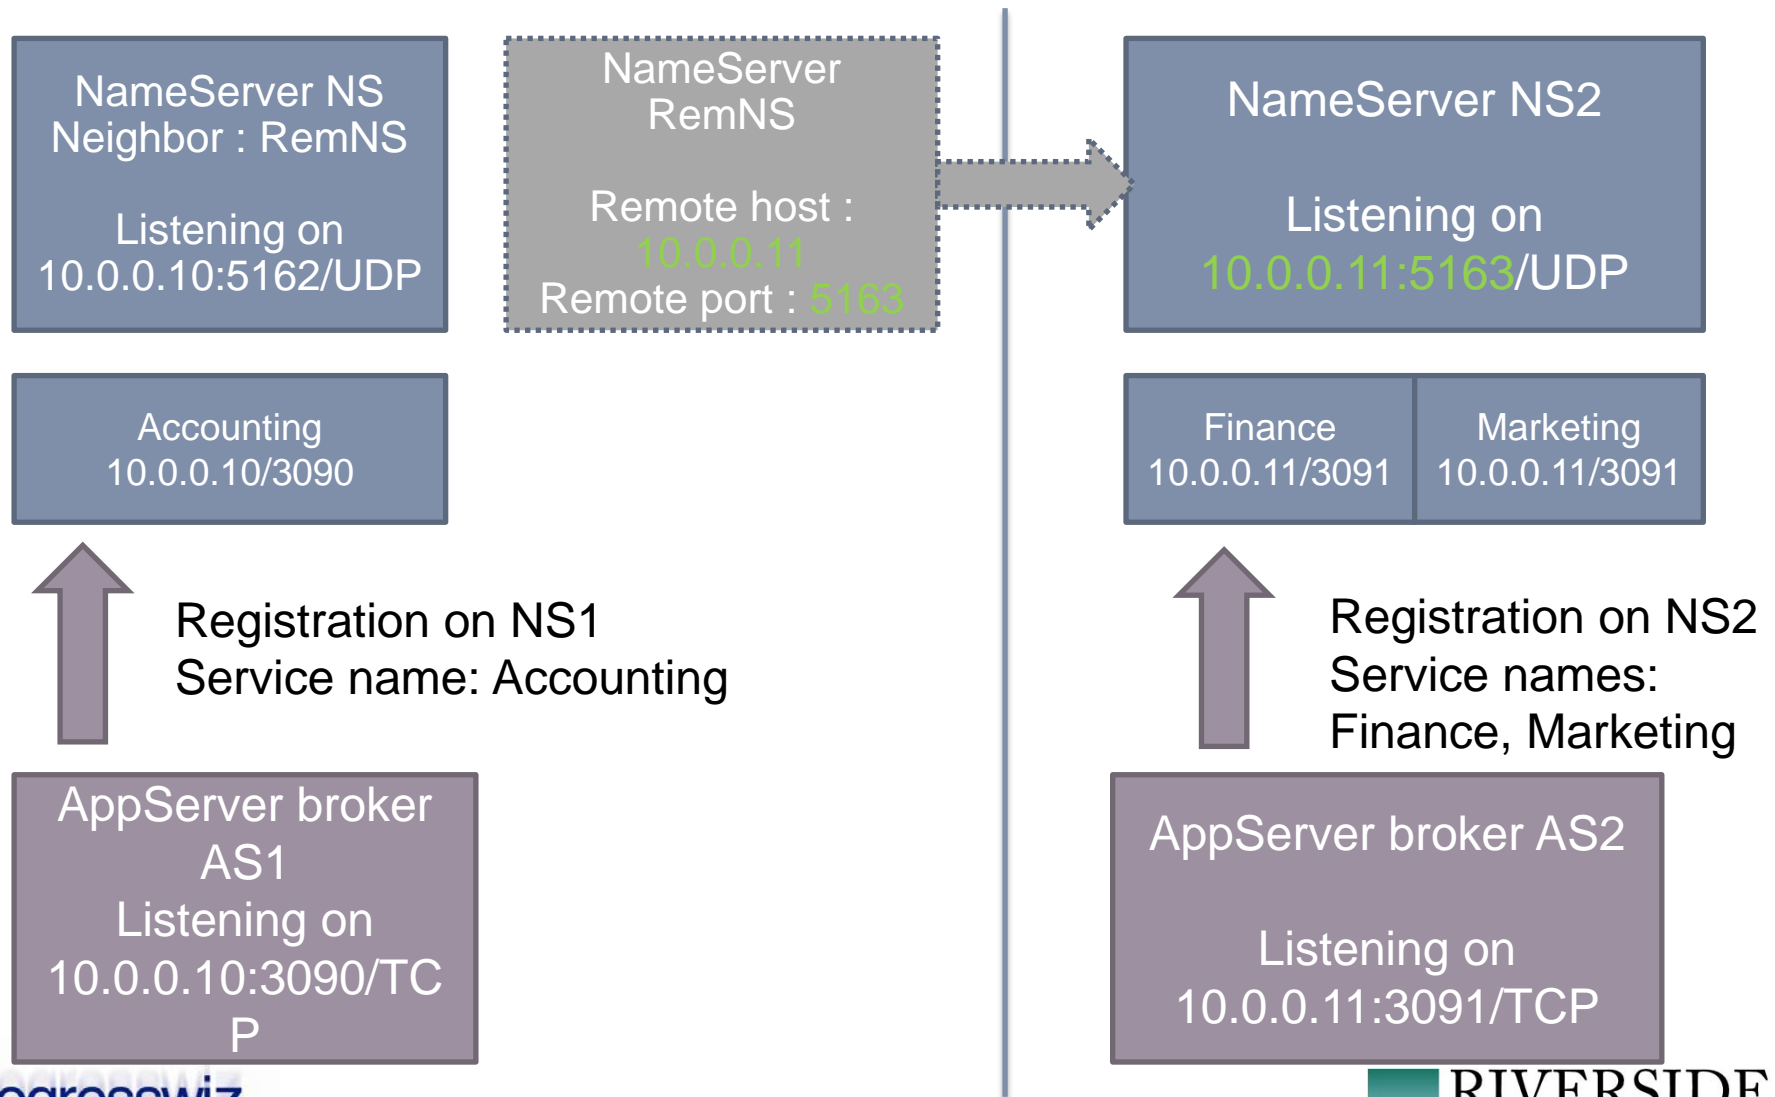 NameServer NS
Neighbor : RemNS
Listening on
10.0.0.10:5162/UDP
NameServer
RemNS
Remote host :
10.0.0.11
Remote port : 5163
NameServer NS2
Listening on
10.0.0.11:5163/UDP
Accounting
10.0.0.10/3090
Finance
10.0.0.11/3091
Marketing
10.0.0.11/3091
Registration on NS1
Service name: Accounting
Registration on NS2
Service names:
Finance, Marketing
AppServer broker
AS1
Listening on
10.0.0.10:3090/TC
P
AppServer broker AS2
Listening on
10.0.0.11:3091/TCP
RIVERSIDE